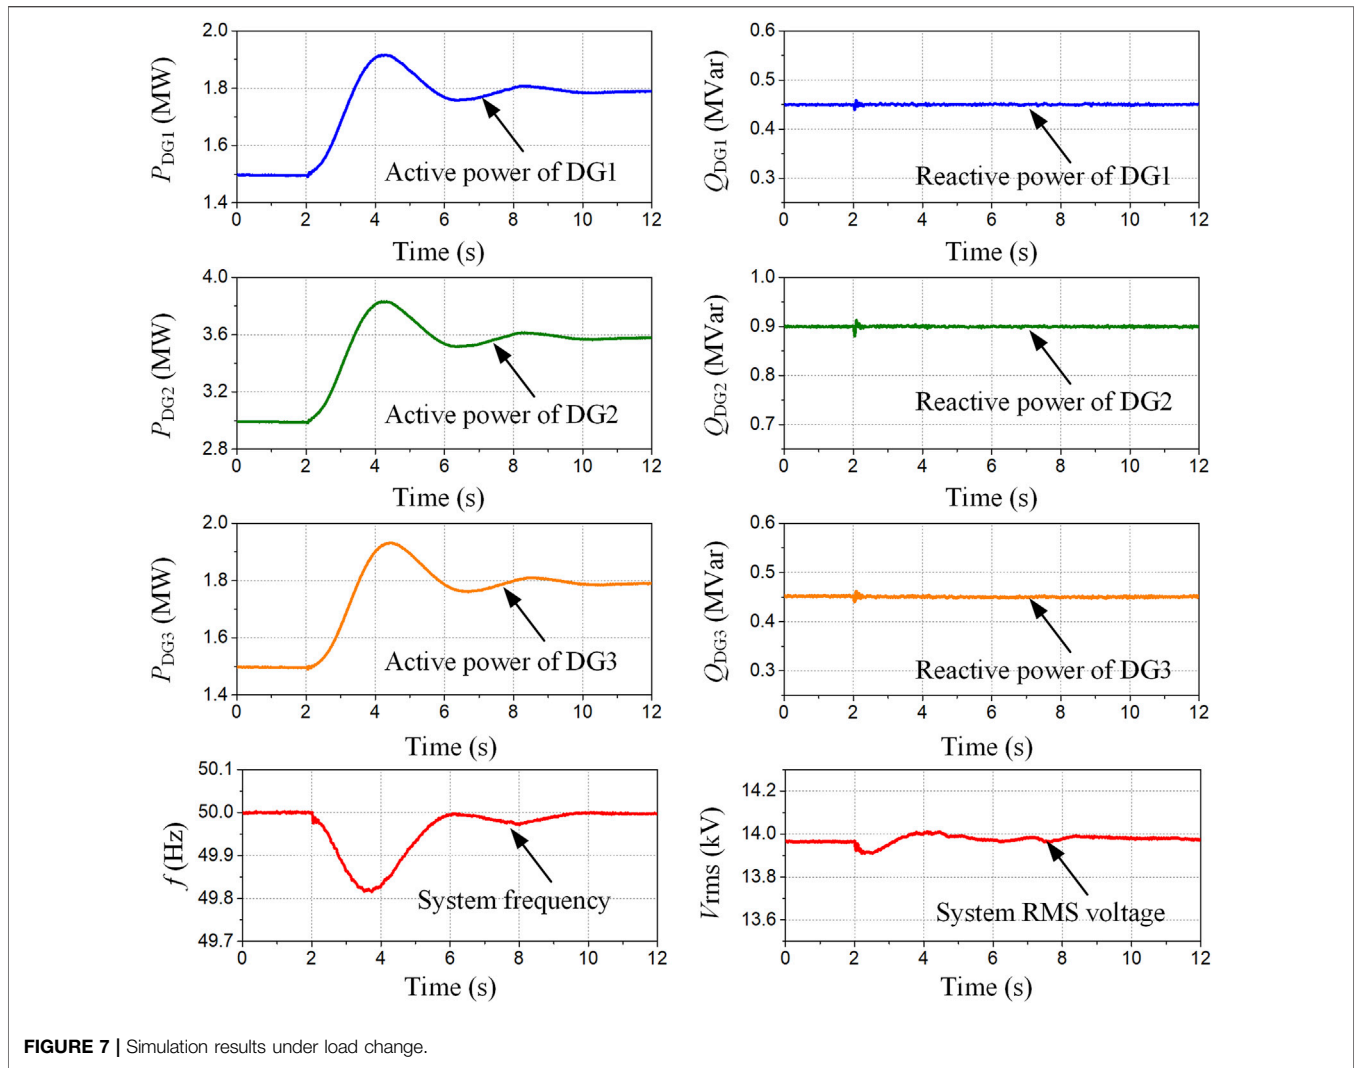 2.0
1.8
1.6
1.4
P_DG1 (MW)
Active power of DG1
0 2 4 6 8 10 12
Time (s)
0.6
0.5
0.4
0.3
Q_DG1 (MVar)
Reactive power of DG1
0 2 4 6 8 10 12
Time (s)
4.0
3.6
3.2
2.8
P_DG2 (MW)
Active power of DG2
0 2 4 6 8 10 12
Time (s)
1.0
0.9
0.8
0.7
Q_DG2 (MVar)
Reactive power of DG2
0 2 4 6 8 10 12
Time (s)
2.0
1.8
1.6
1.4
P_DG3 (MW)
Active power of DG3
0 2 4 6 8 10 12
Time (s)
0.6
0.5
0.4
0.3
Q_DG3 (MVar)
Reactive power of DG3
0 2 4 6 8 10 12
Time (s)
50.1
50.0
49.9
49.8
49.7
f (Hz)
System frequency
0 2 4 6 8 10 12
Time (s)
14.2
14.0
13.8
13.6
Vrms (kV)
System RMS voltage
0 2 4 6 8 10 12
Time (s)
FIGURE 7 | Simulation results under load change.